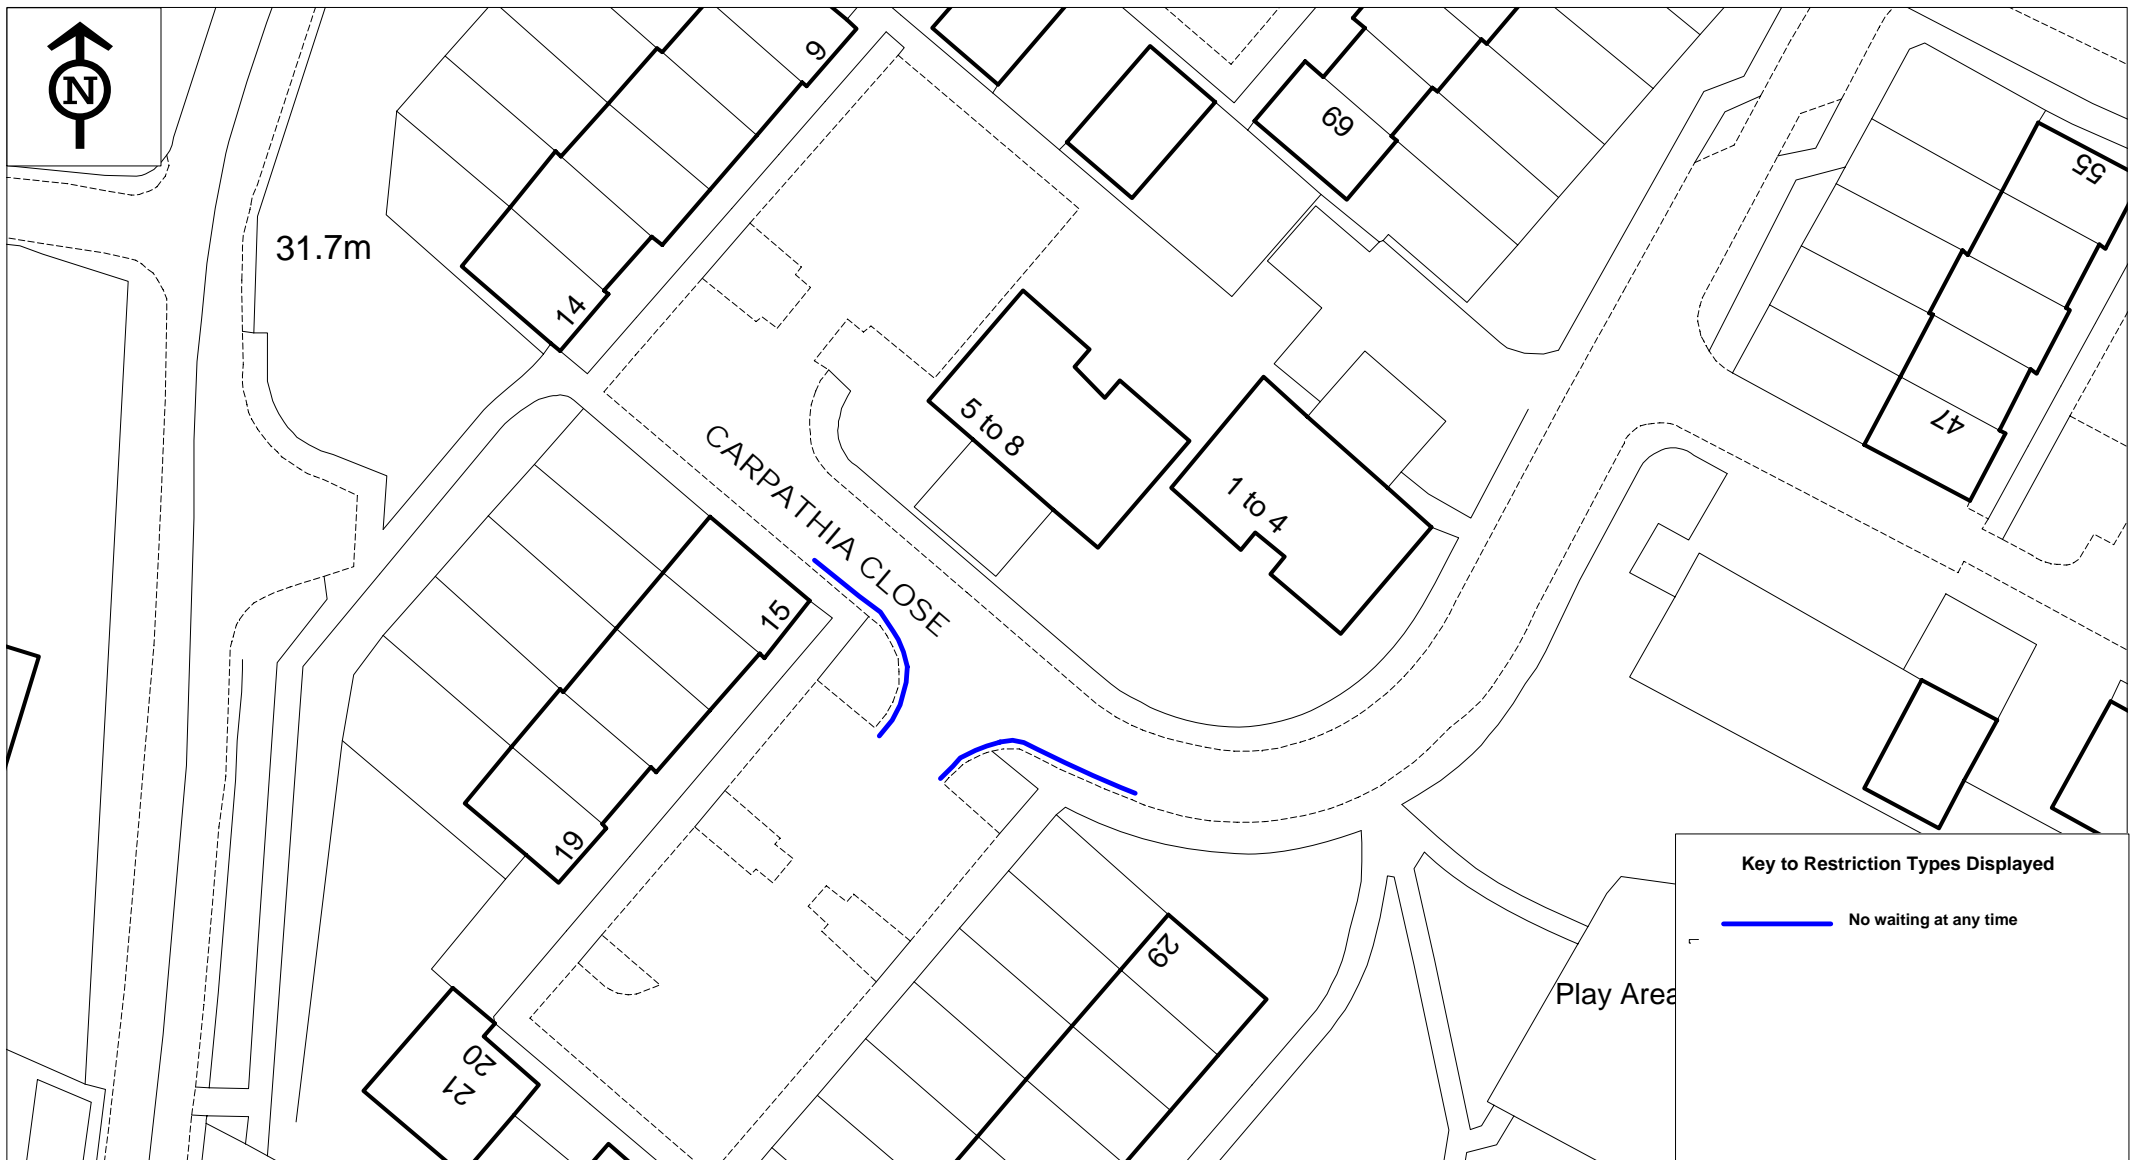 N
9
69
55
31.7m
14
47
5 to 8
CARPATHIA CLOSE
1 to 4
15
19
Key to Restriction Types Displayed
No waiting at any time
29
Play Area
20
21